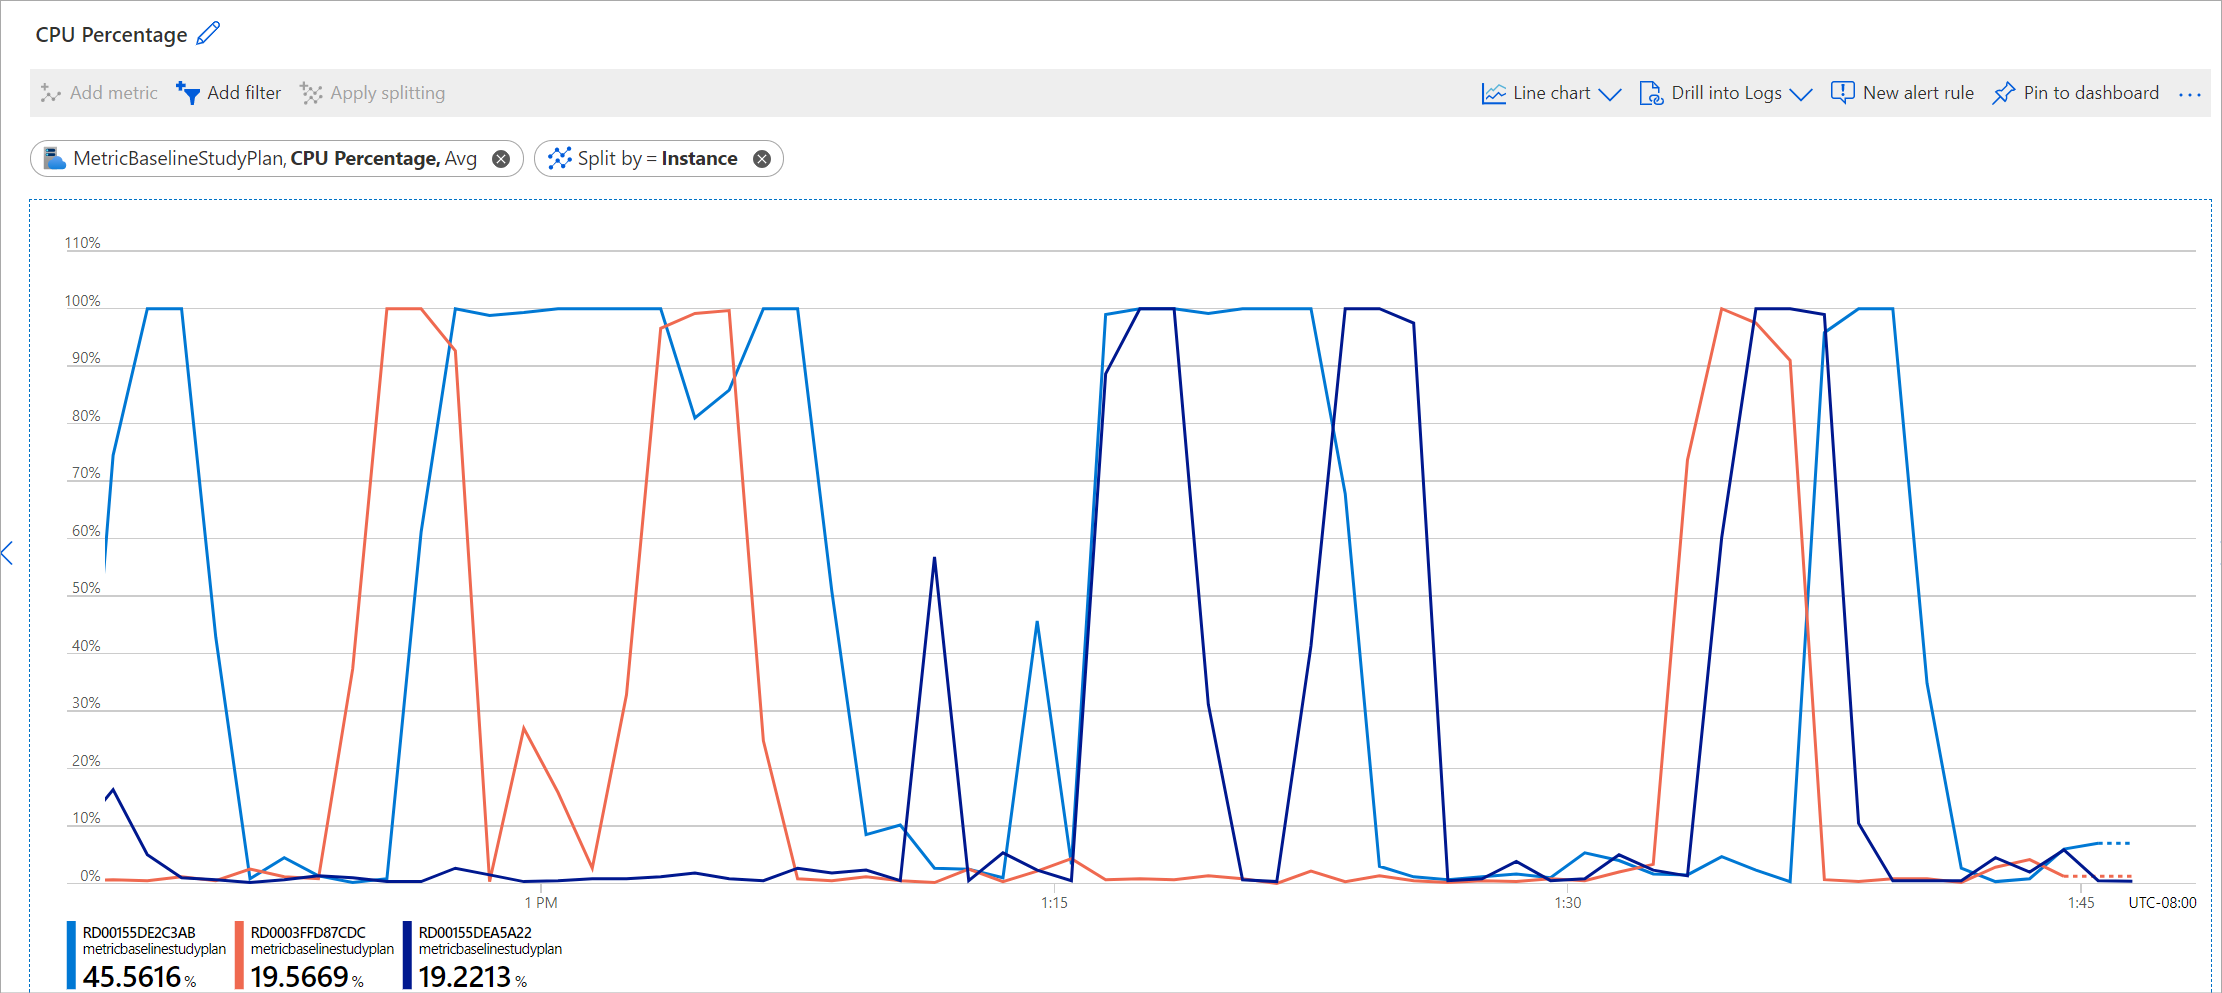 CPU Percentage
Add metric Add filter Apply splitting Line chart Drill into Logs New alert rule Pin to dashboard ...
MetricBaselineStudyPlan, CPU Percentage, Avg Split by = Instance
110%
100%
90%
80%
70%
60%
50%
40%
30%
20%
10%
0%
1 PM 1:15 1:30 1:45 UTC-08:00
RD00155DE2C3AB RD0003FFD87CDC RD00155DEA5A22
metricbaselinestudyplan metricbaselinestudyplan metricbaselinestudyplan
45.5616 % 19.5669 % 19.2213 %